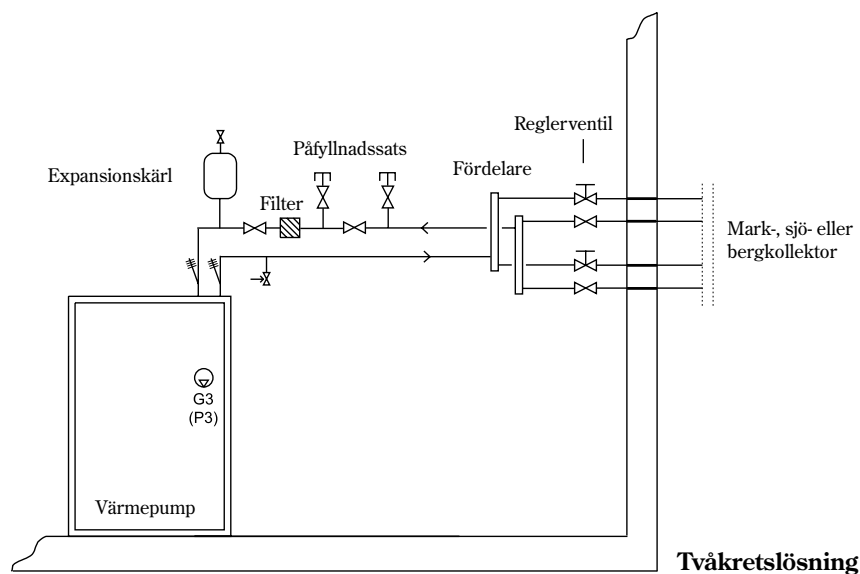 Reglerventil
Påfyllnadssats
Fördelare
Expansionskärl
Filter
Mark-, sjö- eller
bergkollektor
G3
(P3)
Värmepump
Tvåkretslösning